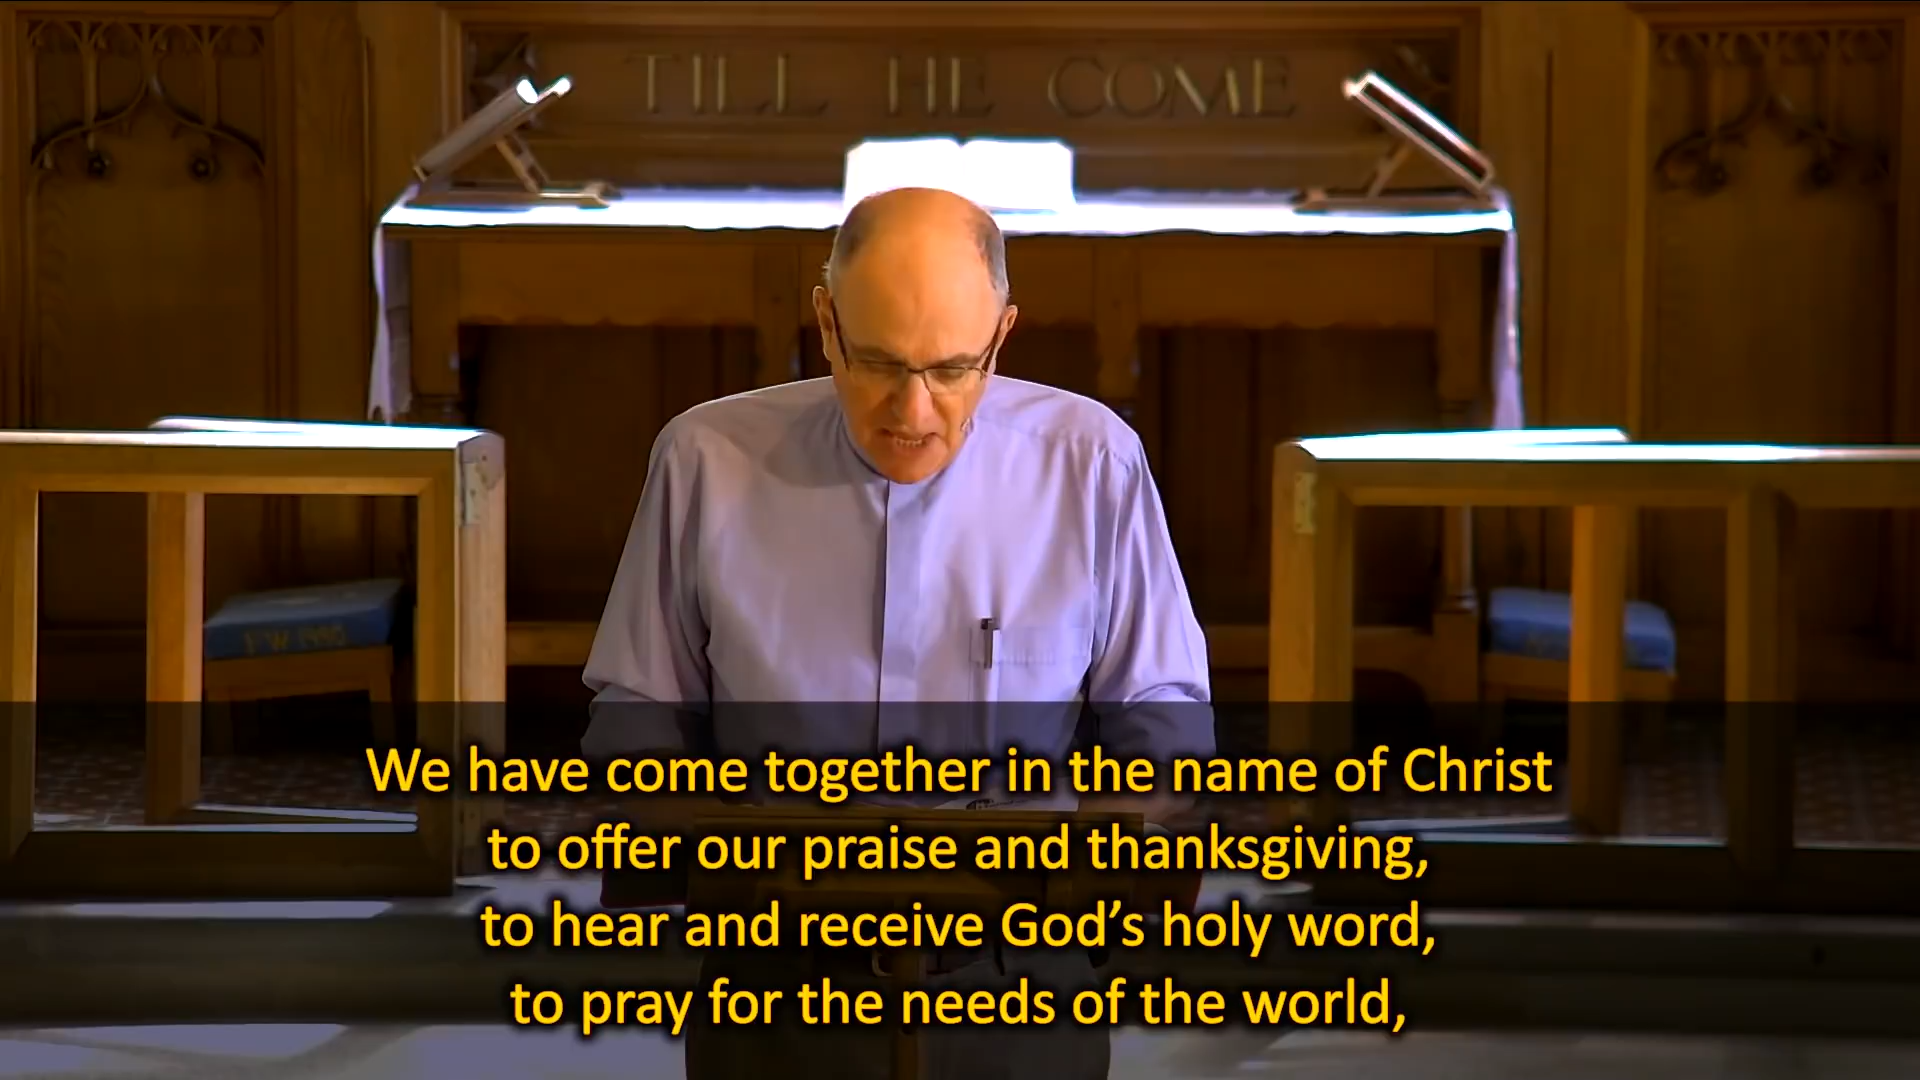 TILL HE COME
We have come together in the name of Christ
to offer our praise and thanksgiving,
to hear and receive God’s holy word,
to pray for the needs of the world,